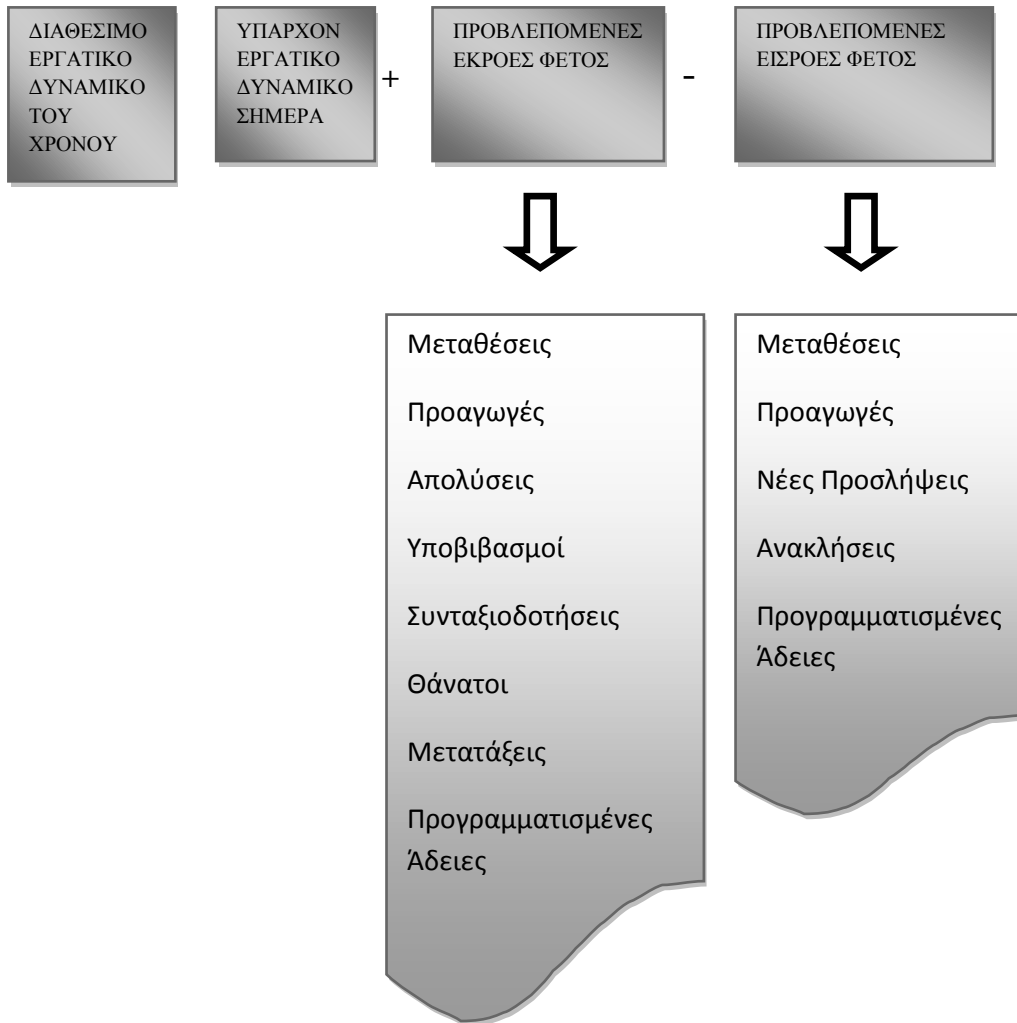 ΔΙΑΘΕΣΙΜΟ
ΕΡΓΑΤΙΚΟ
ΔΥΝΑΜΙΚΟ
ΤΟΥ
ΧΡΟΝΟΥ
ΥΠΑΡΧΟΝ
ΕΡΓΑΤΙΚΟ
ΔΥΝΑΜΙΚΟ
ΣΗΜΕΡΑ
+
ΠΡΟΒΛΕΠΟΜΕΝΕΣ
ΕΚΡΟΕΣ ΦΕΤΟΣ
-
ΠΡΟΒΛΕΠΟΜΕΝΕΣ
ΕΙΣΡΟΕΣ ΦΕΤΟΣ
Μεταθέσεις
Προαγωγές
Απολύσεις
Υποβιβασμοί
Συνταξιοδοτήσεις
Θάνατοι
Μετατάξεις
Προγραμματισμένες
Άδειες
Μεταθέσεις
Προαγωγές
Νέες Προσλήψεις
Ανακλήσεις
Προγραμματισμένες
Άδειες